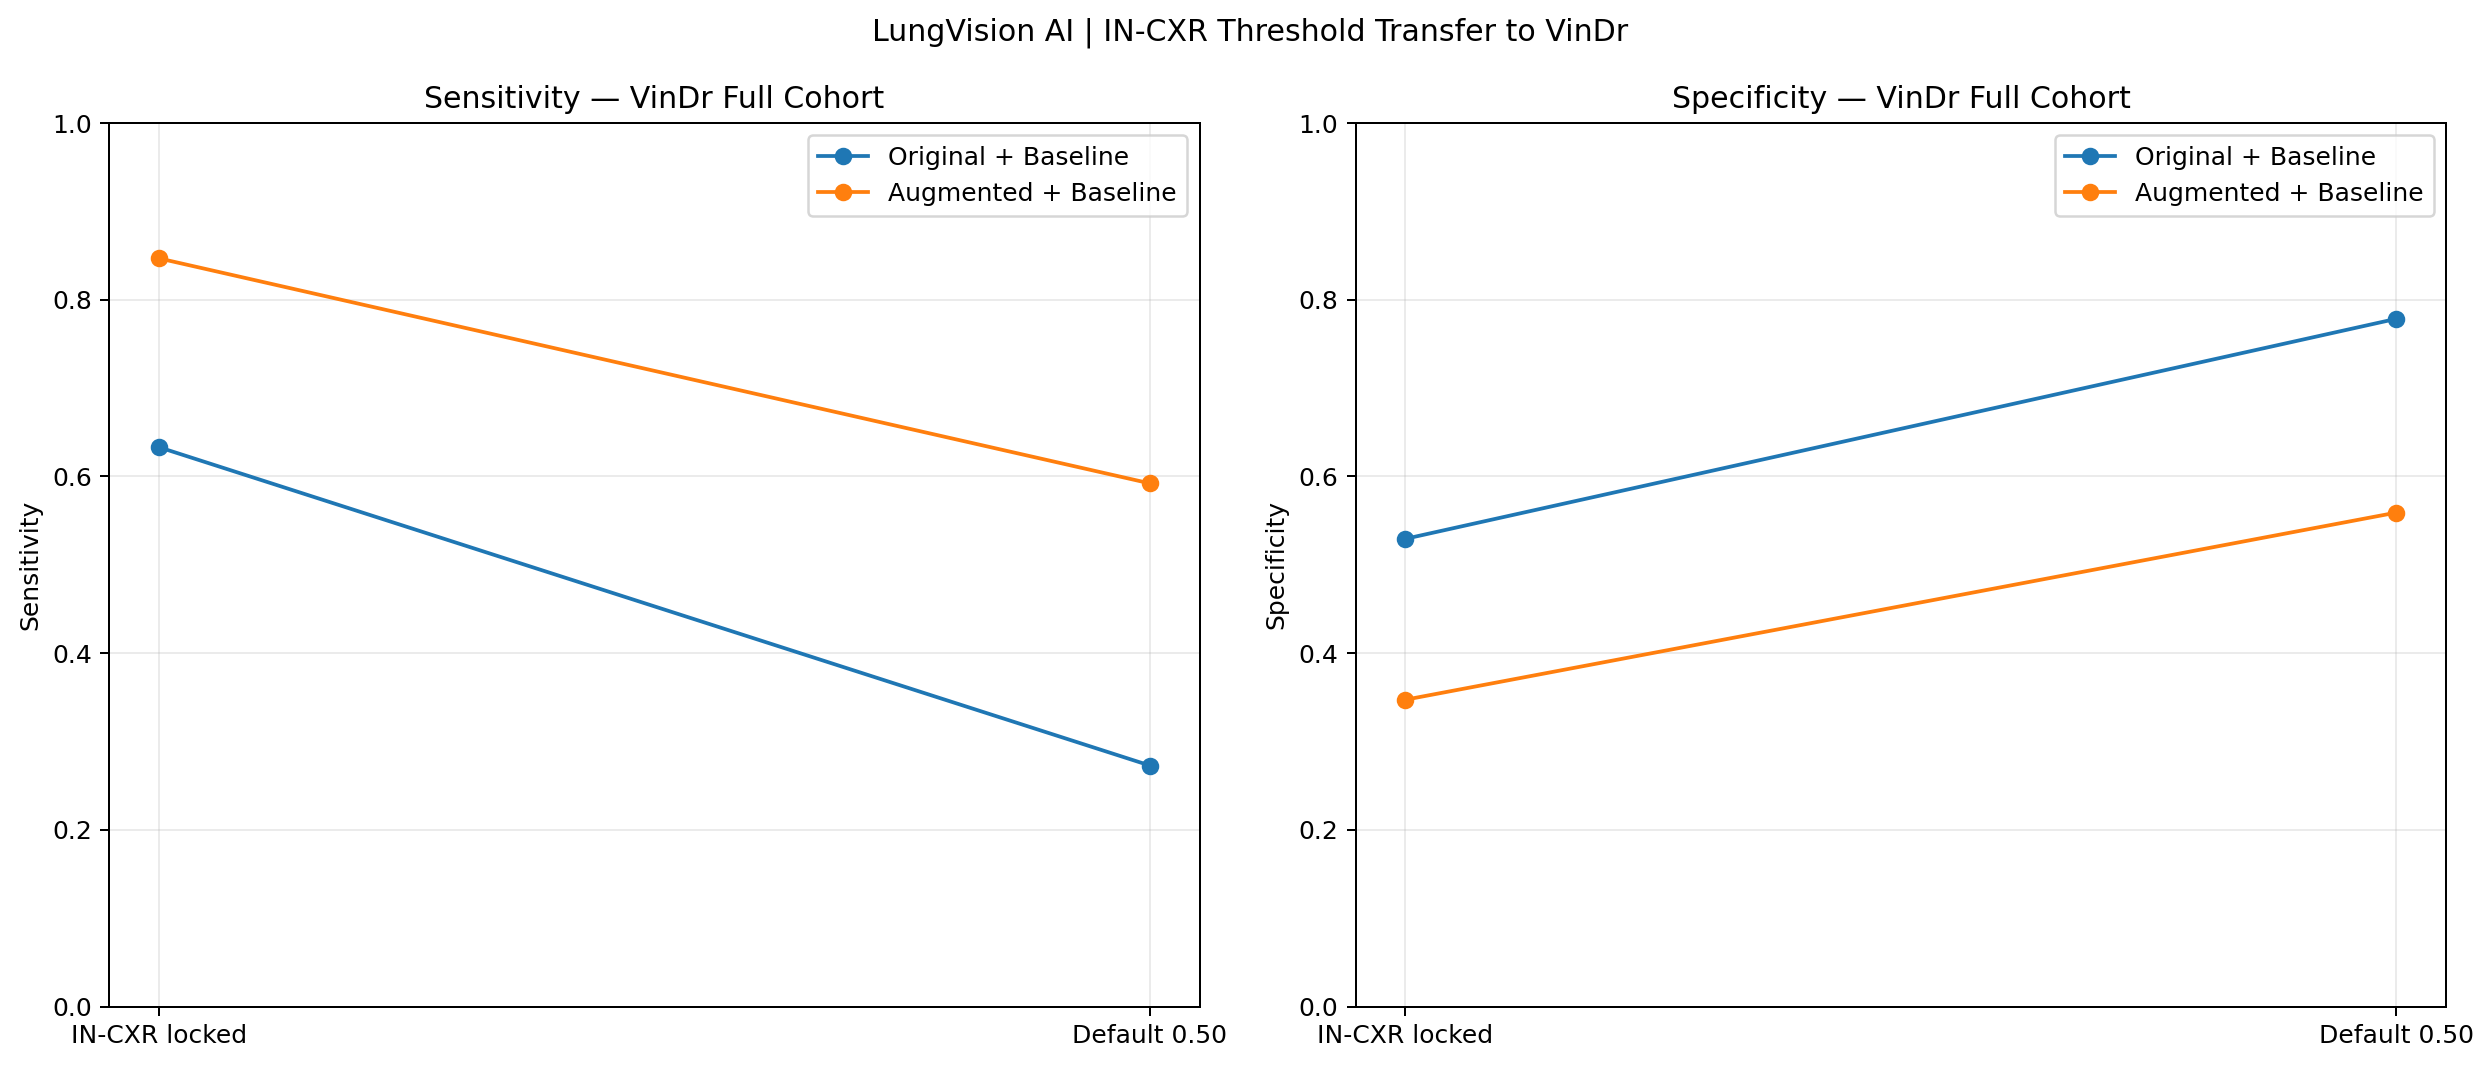 LungVision AI | IN-CXR Threshold Transfer to VinDr
Sensitivity — VinDr Full Cohort
1.0
0.8
0.6
0.4
0.2
0.0
Sensitivity
Original + Baseline
Augmented + Baseline
IN-CXR locked
Default 0.50
Specificity — VinDr Full Cohort
1.0
0.8
0.6
0.4
0.2
0.0
Specificity
Original + Baseline
Augmented + Baseline
IN-CXR locked
Default 0.50